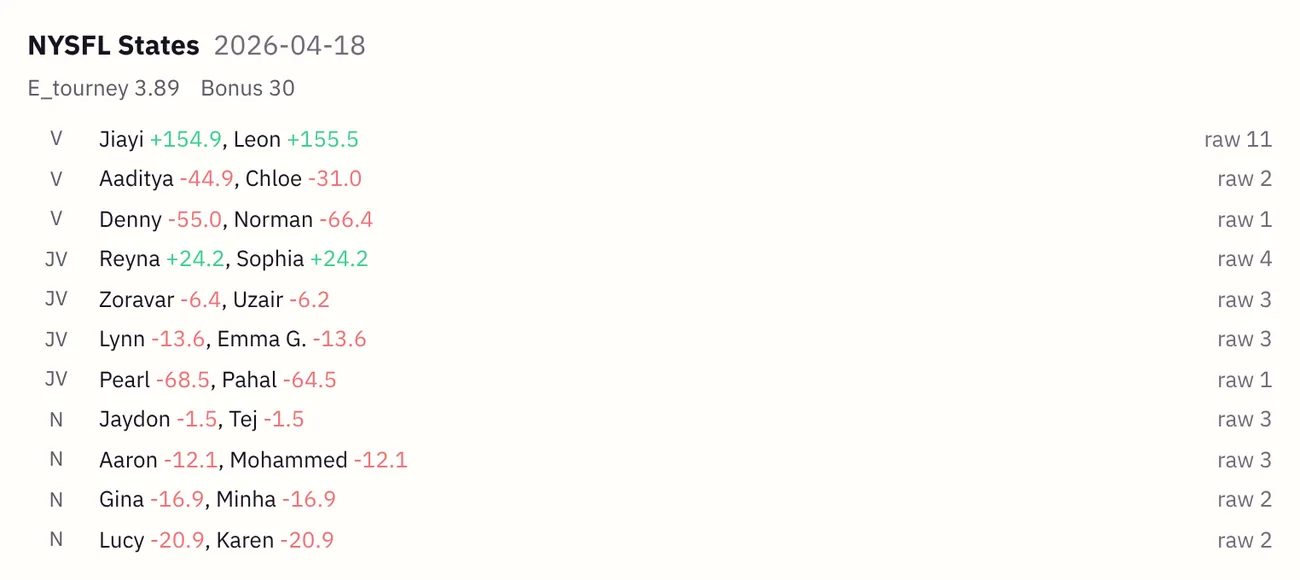 NYSFL States 2026-04-18
E_tourney 3.89 Bonus 30
V Jiayi +154.9, Leon +155.5 raw 11
V Aaditya -44.9, Chloe -31.0 raw 2
V Denny -55.0, Norman -66.4 raw 1
JV Reyna +24.2, Sophia +24.2 raw 4
JV Zoravar -6.4, Uzair -6.2 raw 3
JV Lynn -13.6, Emma G. -13.6 raw 3
JV Pearl -68.5, Pahal -64.5 raw 1
N Jaydon -1.5, Tej -1.5 raw 3
N Aaron -12.1, Mohammed -12.1 raw 3
N Gina -16.9, Minha -16.9 raw 2
N Lucy -20.9, Karen -20.9 raw 2